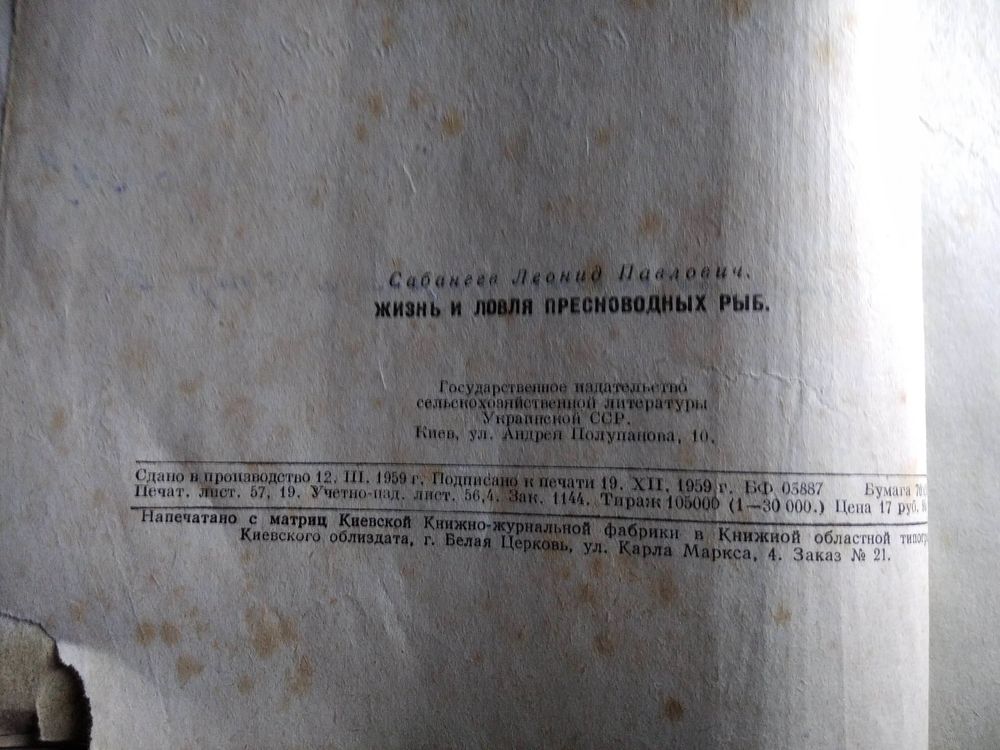 Сабанеев Леонид Павлович.
ЖИЗНЬ И ЛОВЛЯ ПРЕСНОВОДНЫХ РЫБ.
Государственное издательство
сельскохозяйственной литературы
Украинской ССР.
Киев, ул. Андрея Полупанова, 10.
Сдано в производство 12. III. 1959 г. Подписано к печати 19. XII. 1959 г. БФ 05887 Бумага
Печат. лист. 57, 19. Учетно-изд. лист. 56,4. Зак. 1144. Тираж 105000 (1—30 000.) Цена 17 руб.
Напечатано с матриц Киевской Книжно-журнальной фабрики в Книжной областной типог
Киевского облиздата, г. Белая Церковь, ул. Карла Маркса, 4. Заказ № 21.